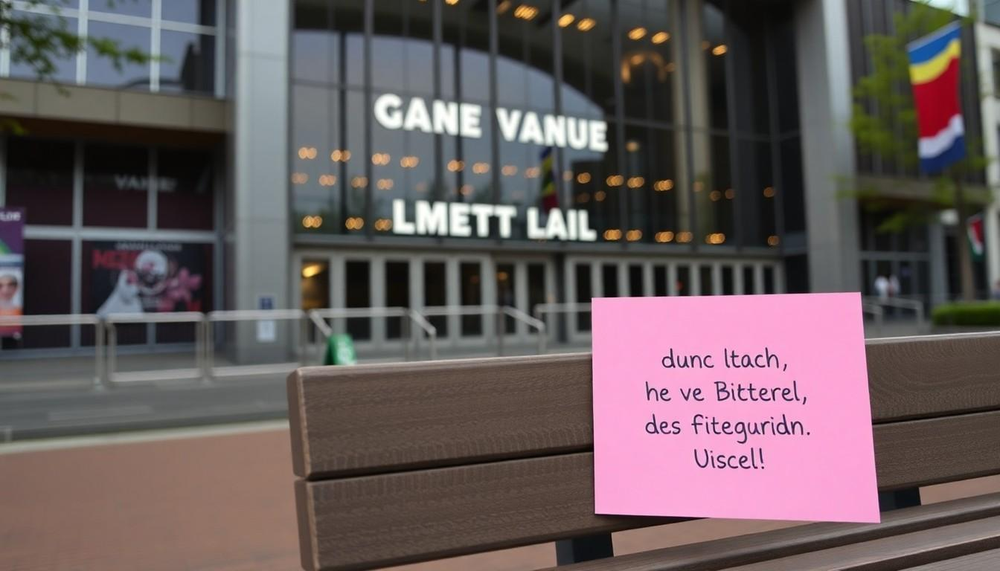 GANE VANUE
LMETT LAIL
dunc ltach,
he ve Bitterel,
des fiteguridn.
Uiscel!